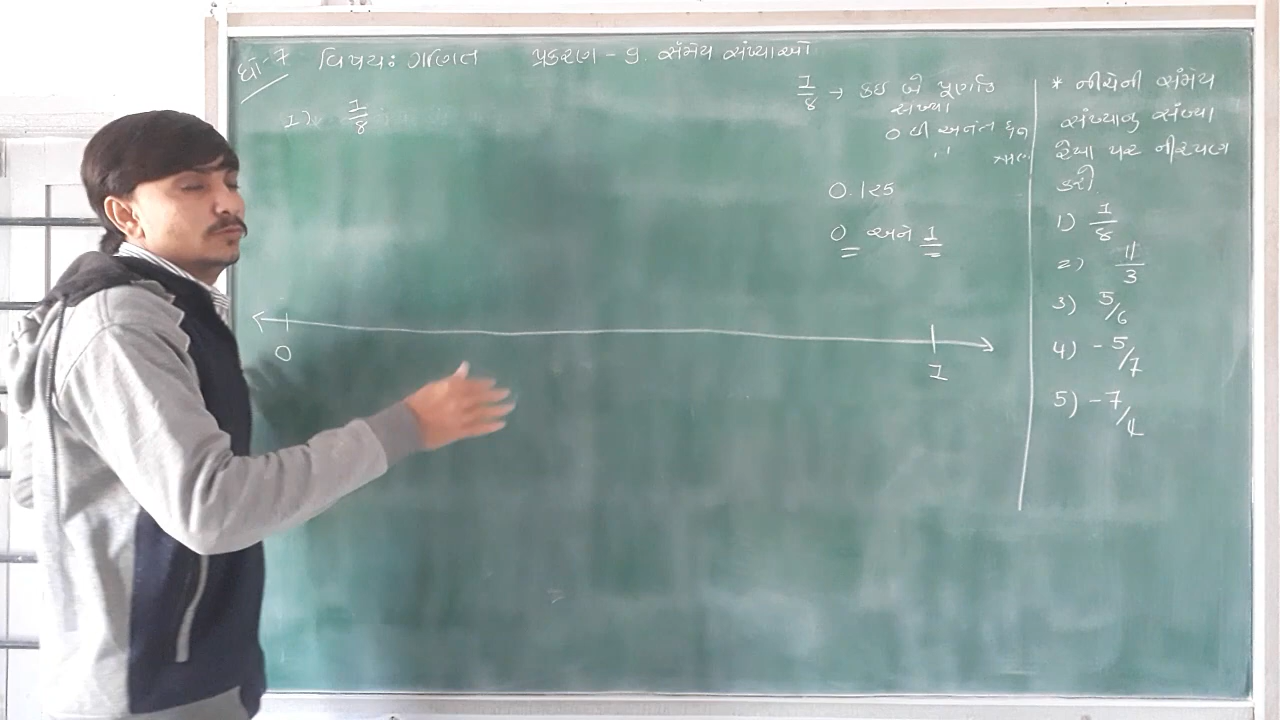 ધો-7 વિષય: ગણિત પ્રકરણ - 9. સંમેય સંખ્યાઓ
1) 1/8
1/8 → કઇ બે પૂર્ણાંક
સંખ્યા
0 થી અનંત ધન
,,
0.125
0 અને 1
0 1
* નીચેની સંમેય
સંખ્યાનુ સંખ્યા
રેખા પર નીરૂપણ
કરો.
1) 1/8
2) 11/3
3) 5/6
4) - 5/7
5) - 7/4